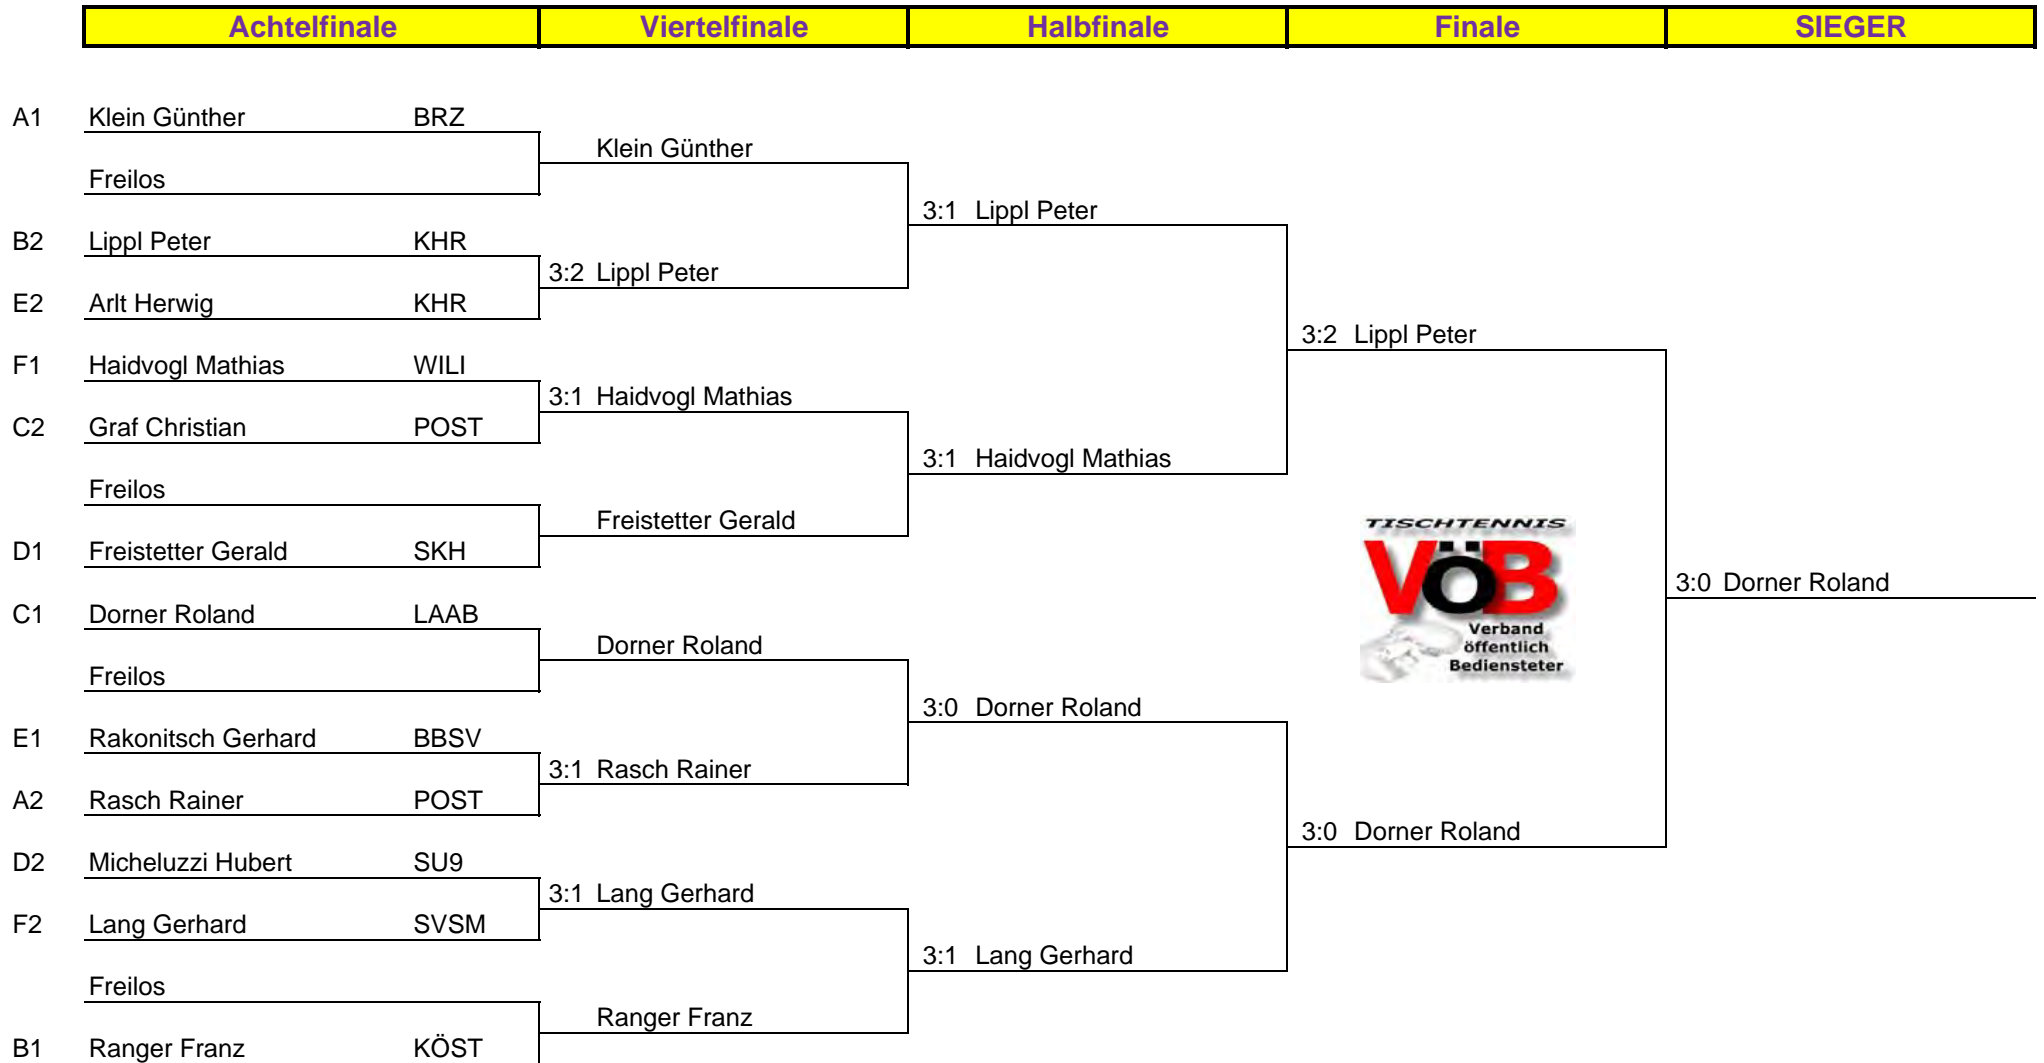 Achtelfinale Viertelfinale Halbfinale Finale SIEGER
A1 Klein Günther BRZ
Klein Günther
Freilos
3:1 Lippl Peter
B2 Lippl Peter KHR
3:2 Lippl Peter
E2 Arlt Herwig KHR
3:2 Lippl Peter
F1 Haidvogl Mathias WILI
3:1 Haidvogl Mathias
C2 Graf Christian POST
3:1 Haidvogl Mathias
Freilos
Freistetter Gerald
TISCHTENNIS
VöB
Verband
öffentlich
Bediensteter
D1 Freistetter Gerald SKH
3:0 Dorner Roland
C1 Dorner Roland LAAB
Dorner Roland
Freilos
3:0 Dorner Roland
E1 Rakonitsch Gerhard BBSV
3:1 Rasch Rainer
A2 Rasch Rainer POST
3:0 Dorner Roland
D2 Micheluzzi Hubert SU9
3:1 Lang Gerhard
F2 Lang Gerhard SVSM
3:1 Lang Gerhard
Freilos
Ranger Franz
B1 Ranger Franz KÖST